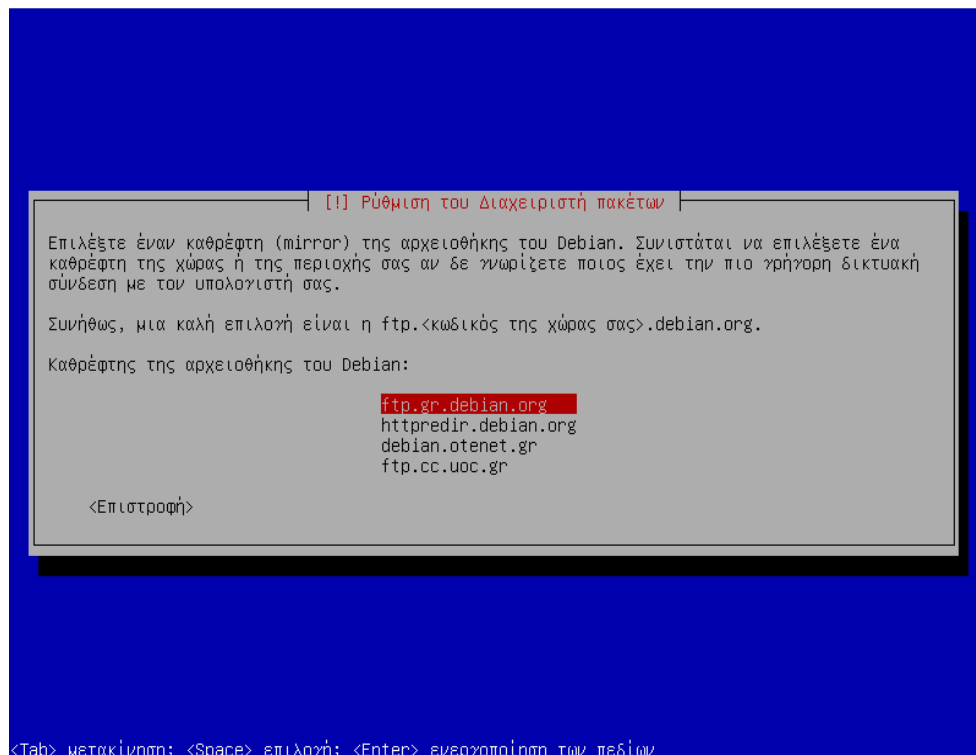 [!] Ρύθμιση του Διαχειριστή πακέτων
Επιλέξτε έναν καθρέφτη (mirror) της αρχειοθήκης του Debian. Συνιστάται να επιλέξετε ένα
καθρέφτη της χώρας ή της περιοχής σας αν δε γνωρίζετε ποιος έχει την πιο γρήγορη δικτυακή
σύνδεση με τον υπολογιστή σας.
Συνήθως, μια καλή επιλογή είναι η ftp.<κωδικός της χώρας σας>.debian.org.
Καθρέφτης της αρχειοθήκης του Debian:
ftp.gr.debian.org
httpredir.debian.org
debian.otenet.gr
ftp.cc.uoc.gr
<Επιστροφή>
<Tab> μετακίνηση; <Space> επιλογή; <Enter> ενεργοποίηση των πεδίων